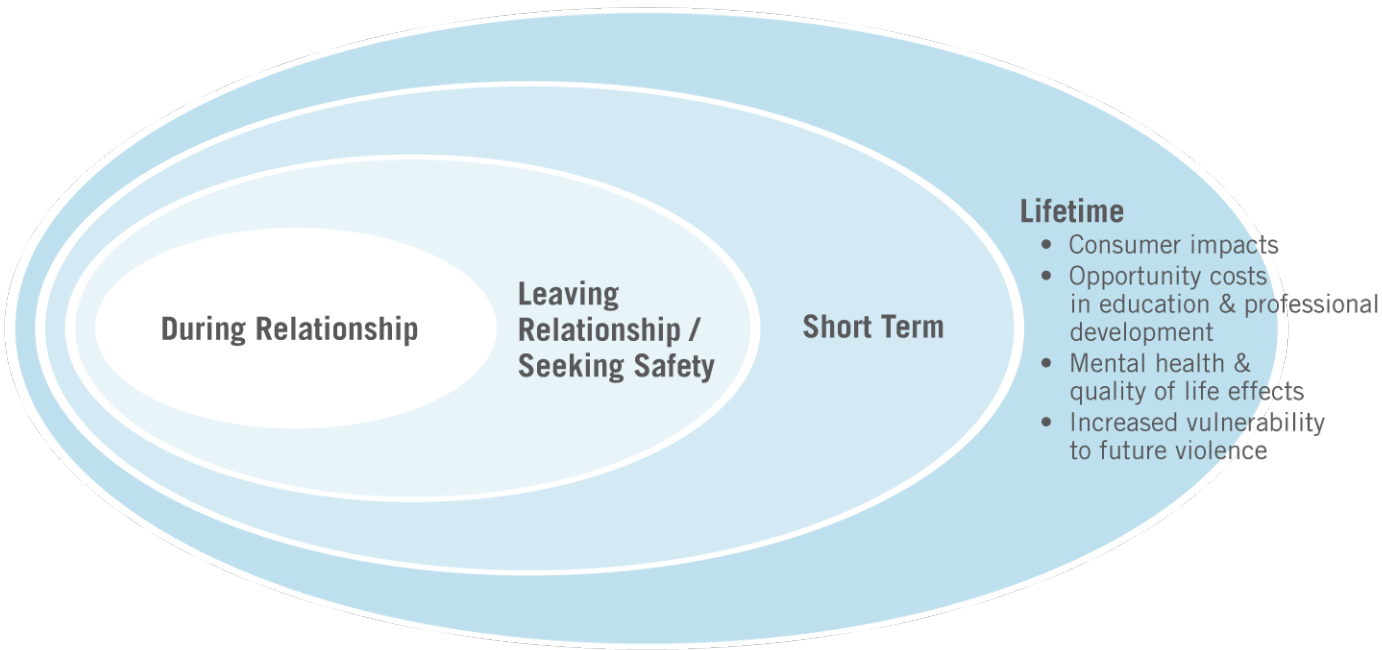 During Relationship
Leaving
Relationship /
Seeking Safety
Short Term
Lifetime
• Consumer impacts
• Opportunity costs
in education & professional
development
• Mental health &
quality of life effects
• Increased vulnerability
to future violence